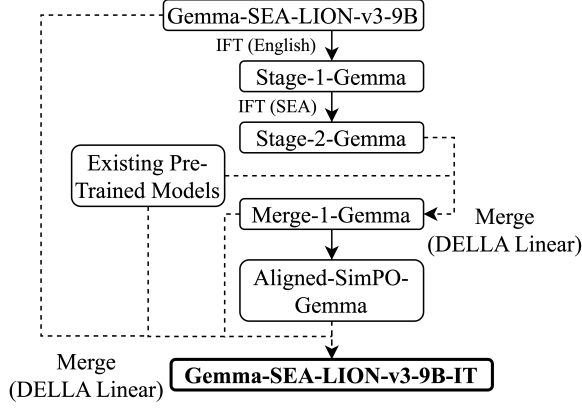 Gemma-SEA-LION-v3-9B
IFT (English)
Stage-1-Gemma
IFT (SEA)
Stage-2-Gemma
Existing Pre-
Trained Models
Merge-1-Gemma
Merge
(DELLA Linear)
Aligned-SimPO-
Gemma
Merge
(DELLA Linear)
Gemma-SEA-LION-v3-9B-IT